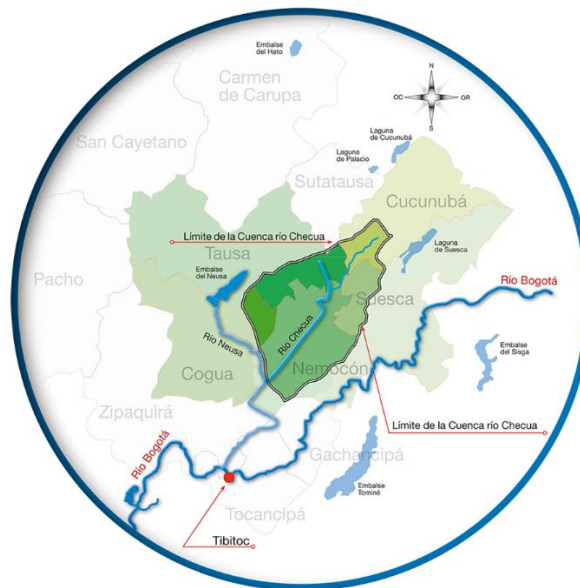 Embalse
del Hato
Carmen
de Carupa
N
OC
OR
S
San Cayetano
Laguna
de Cucunubá
Laguna
de Palacio
Sutatausa
Cucunubá
Límite de la Cuenca río Checua
Tausa
Laguna
de Suesca
Pacho
Embalse
del Neusa
Suesca
Río Bogotá
Río Neusa
Río Checua
Embalse
del Sisga
Cogua
Nemocón
Zipaquirá
Límite de la Cuenca río Checua
Gachancipá
Río Bogotá
Embalse
Tominé
Tocancipá
Tibitoc